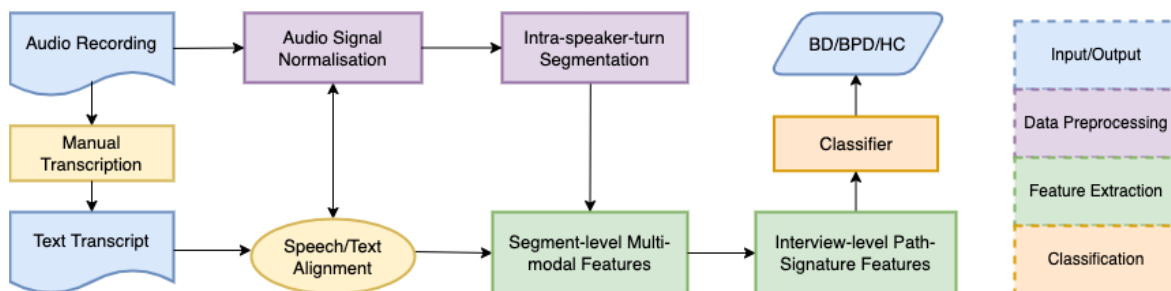 Audio Recording
Audio Signal
Normalisation
Intra-speaker-turn
Segmentation
BD/BPD/HC
Input/Output
Manual
Transcription
Classifier
Data Preprocessing
Text Transcript
Speech/Text
Alignment
Segment-level Multi-
modal Features
Interview-level Path-
Signature Features
Feature Extraction
Classification